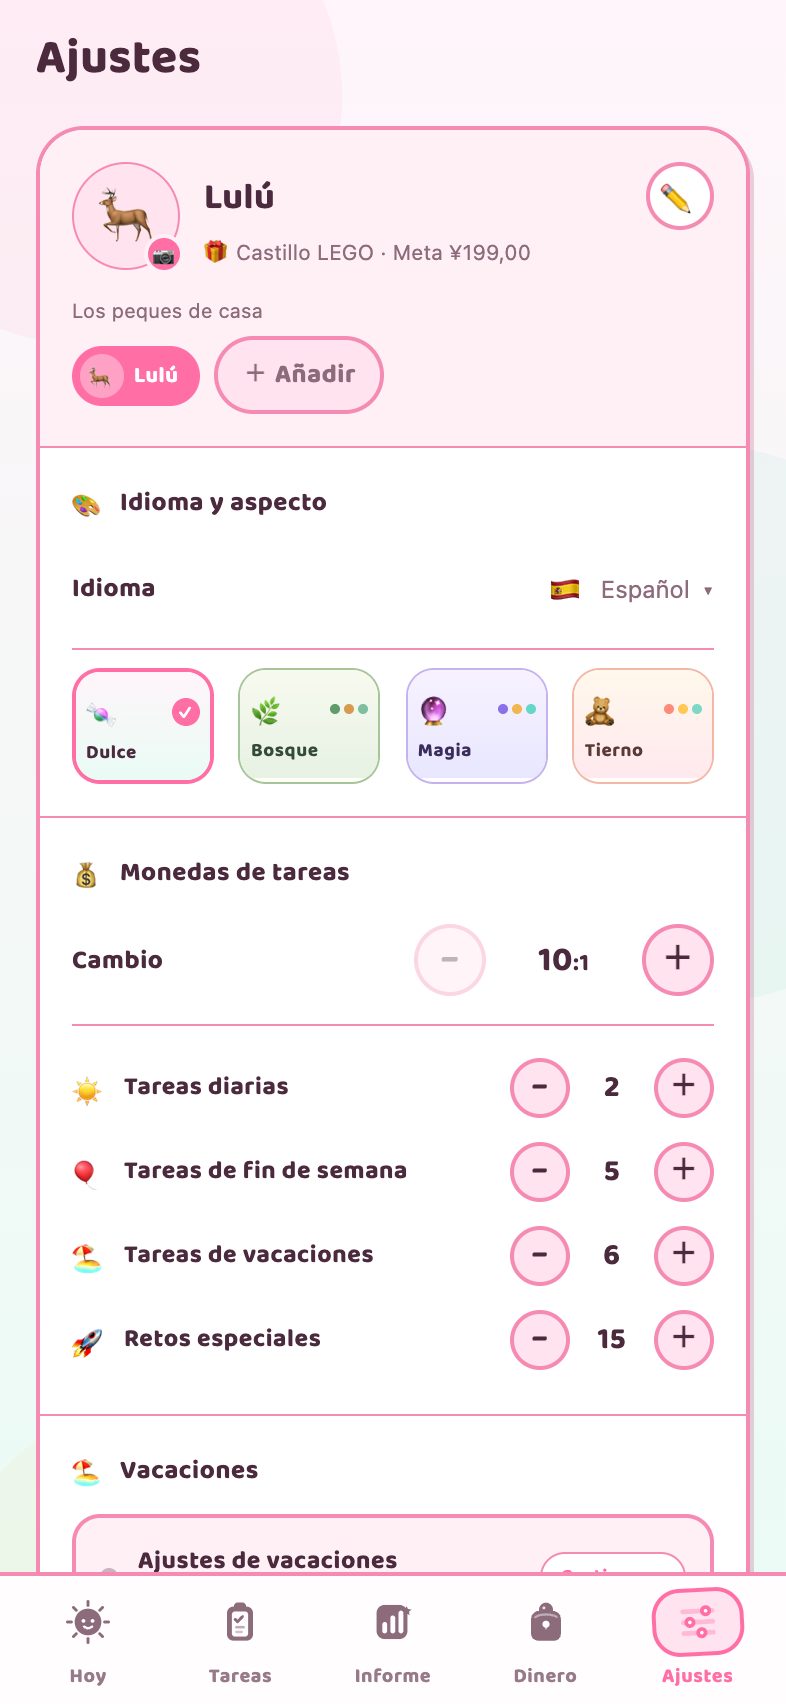 Ajustes
Lulú
Castillo LEGO · Meta ¥199,00
Los peques de casa
Lulú
+ Añadir
Idioma y aspecto
Idioma
Español
Dulce
Bosque
Magia
Tierno
Monedas de tareas
Cambio
− 10:1 +
Tareas diarias
− 2 +
Tareas de fin de semana
− 5 +
Tareas de vacaciones
− 6 +
Retos especiales
− 15 +
Vacaciones
Ajustes de vacaciones
Hoy
Tareas
Informe
Dinero
Ajustes